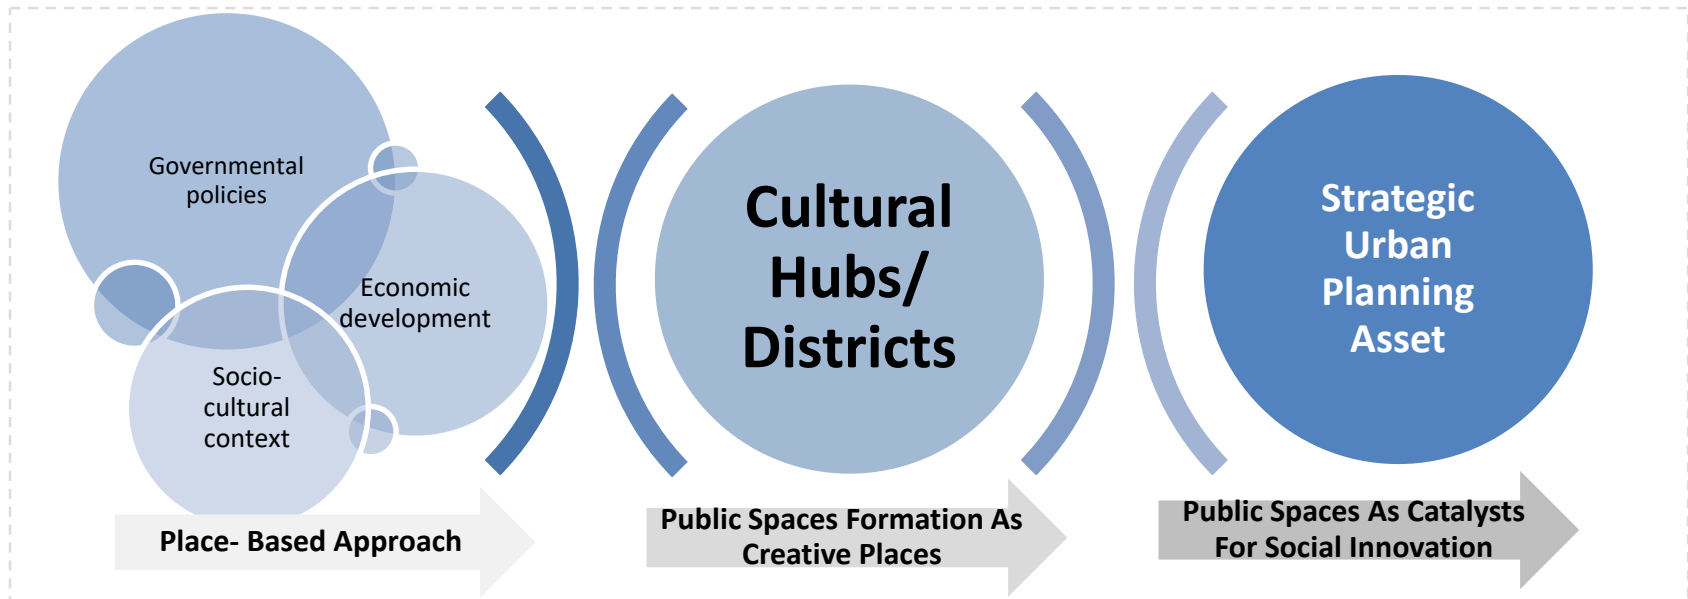 Governmental
policies
Economic
development
Socio-
cultural
context
Place- Based Approach
Cultural
Hubs/
Districts
Public Spaces Formation As
Creative Places
Strategic
Urban
Planning
Asset
Public Spaces As Catalysts
For Social Innovation